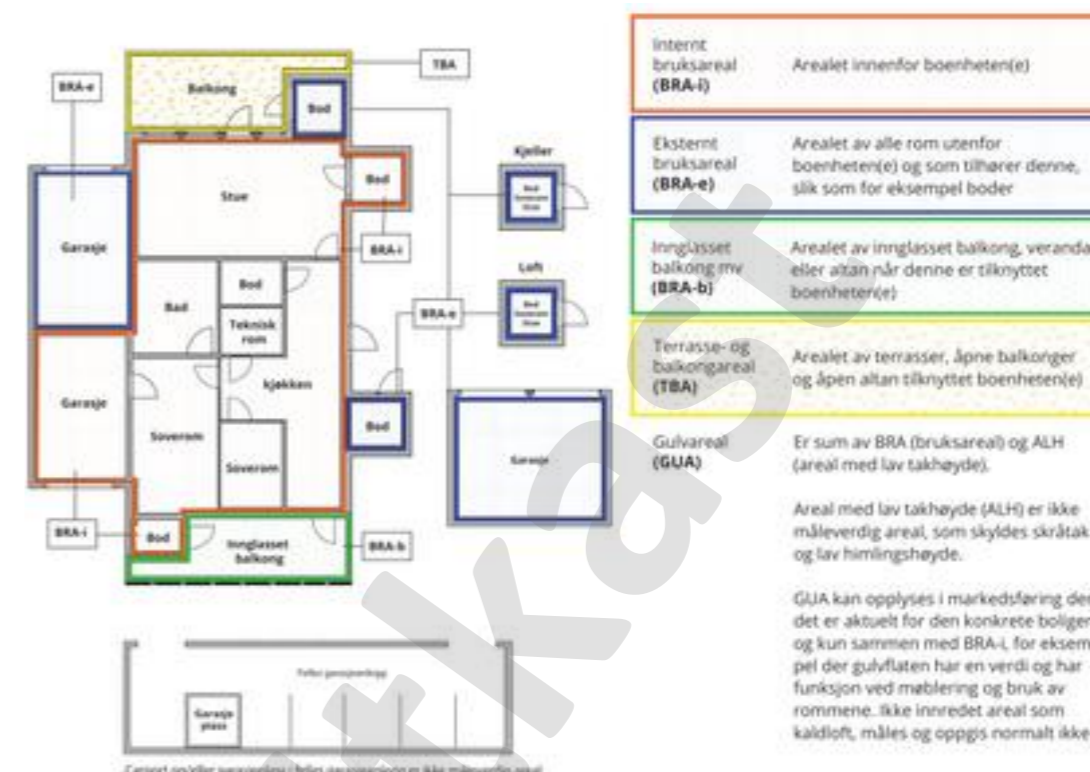 TBA
BRA-e
Balkong
Bod
Stue
Bod
BRA-i
Garasje
Bad
Bod
Teknisk
rom
kjøkken
Garasje
Soverom
Soverom
Bod
BRA-e
Kjeller
Bod
Loft
Bod
Garasje
BRA-i
Bod
Innglasset
balkong
BRA-b
Felles garasjeanlegg
Garasje
plass
Internt
bruksareal
(BRA-i)
Arealet innenfor boenheten(e)
Eksternt
bruksareal
(BRA-e)
Arealet av alle rom utenfor
boenheten(e) og som tilhører denne,
slik som for eksempel boder
Innglasset
balkong mv
(BRA-b)
Arealet av innglasset balkong, veranda
eller altan når denne er tilknyttet
boenheten(e)
Terrasse- og
balkongareal
(TBA)
Arealet av terrasser, åpne balkonger
og åpen altan tilknyttet boenheten(e)
Gulvareal
(GUA)
Er sum av BRA (bruksareal) og ALH
(areal med lav takhøyde).
Areal med lav takhøyde (ALH) er ikke
måleverdig areal, som skyldes skråtak
og lav himlingshøyde.
GUA kan opplyses i markedsføring der
det er aktuelt for den konkrete boligen
og kun sammen med BRA-i, for eksem-
pel der gulvflaten har en verdi og har
funksjon ved møblering og bruk av
rommene. Ikke innredet areal som
kaldloft, måles og oppgis normalt ikke
tkast